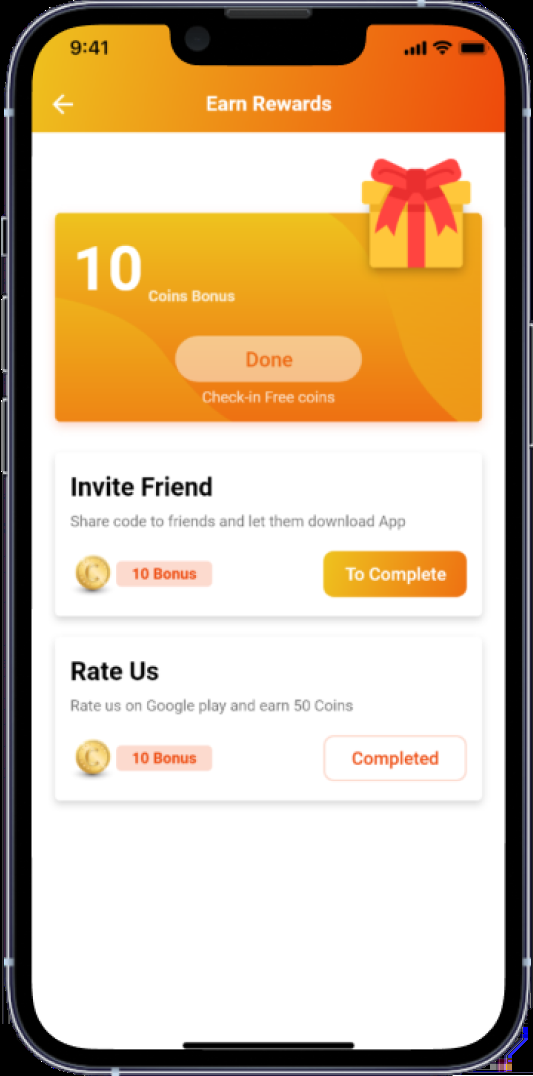 9:41
Earn Rewards
10
Coins Bonus
Done
Check-in Free coins
Invite Friend
Share code to friends and let them download App
C
10 Bonus
To Complete
Rate Us
Rate us on Google play and earn 50 Coins
C
10 Bonus
Completed